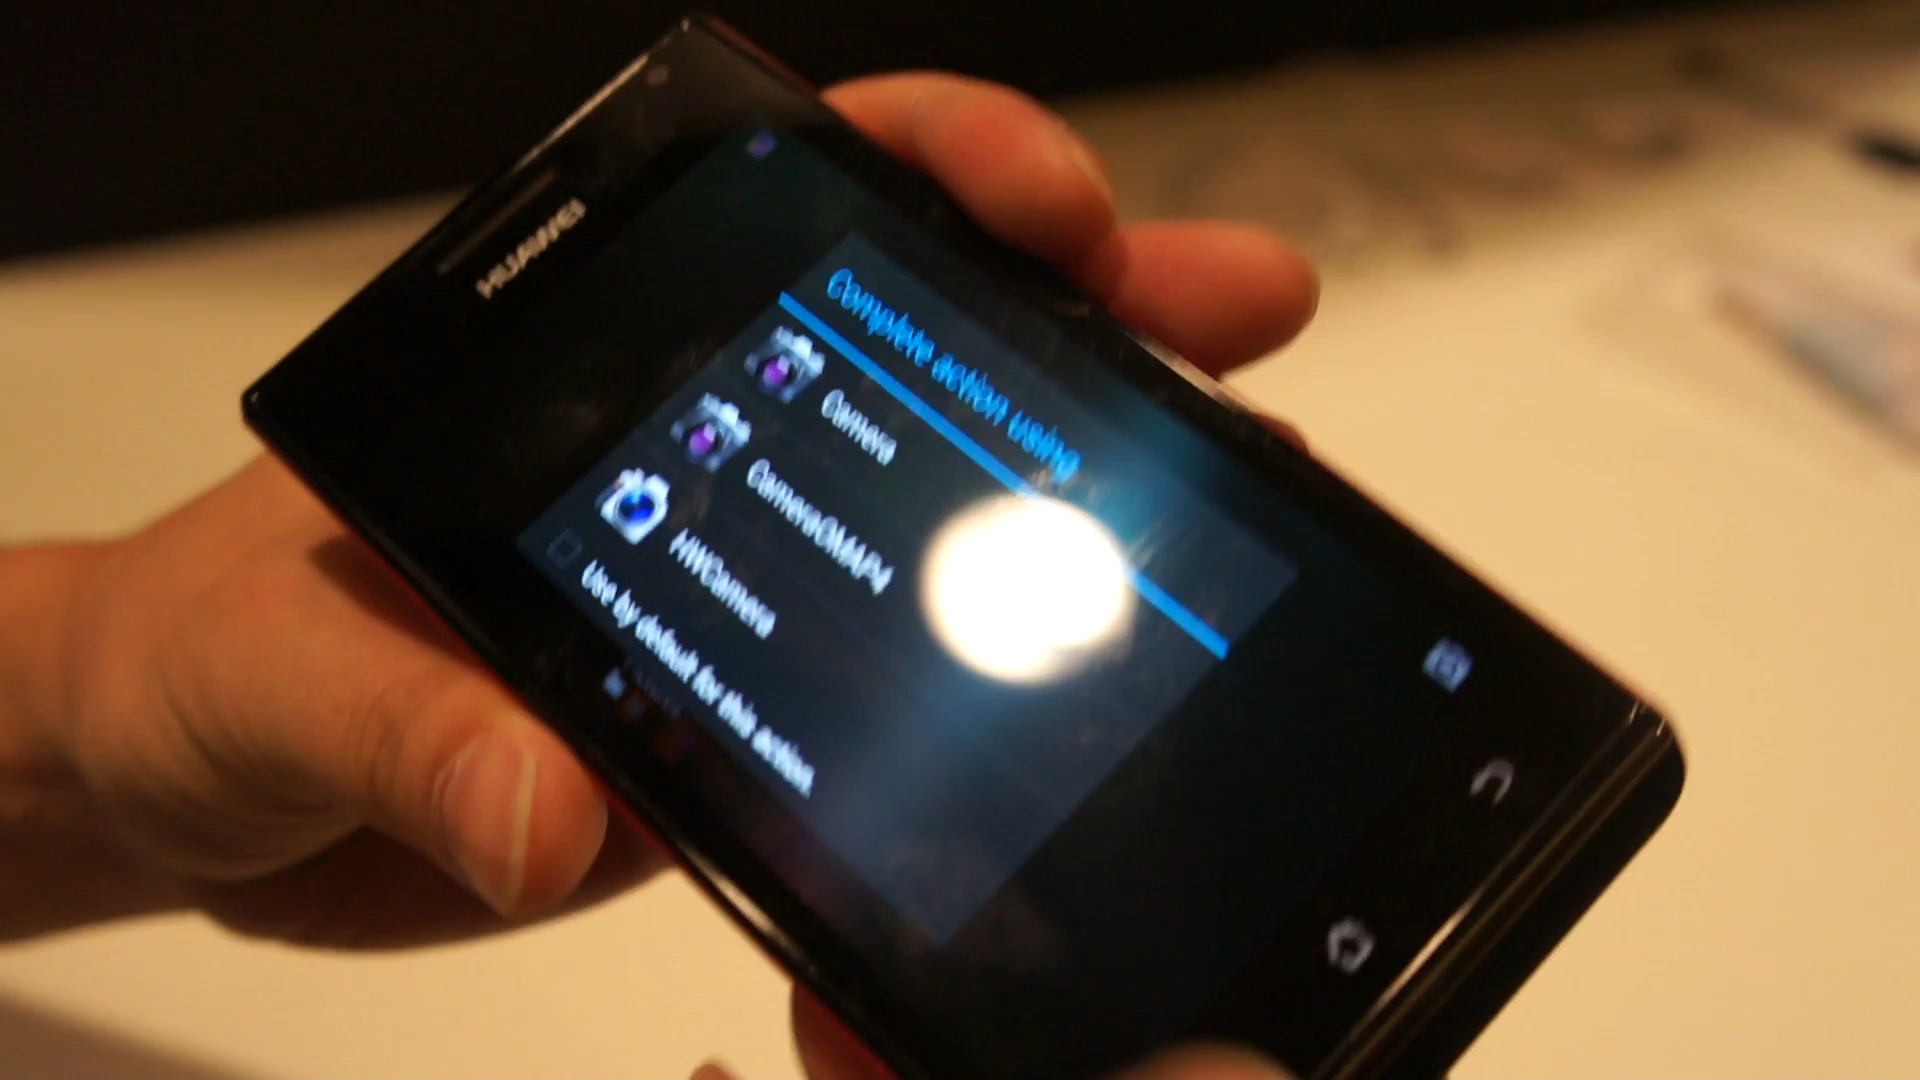 HUAWEI
Complete action using
Camera
CameraOMAP4
HWCamera
Use by default for this action.